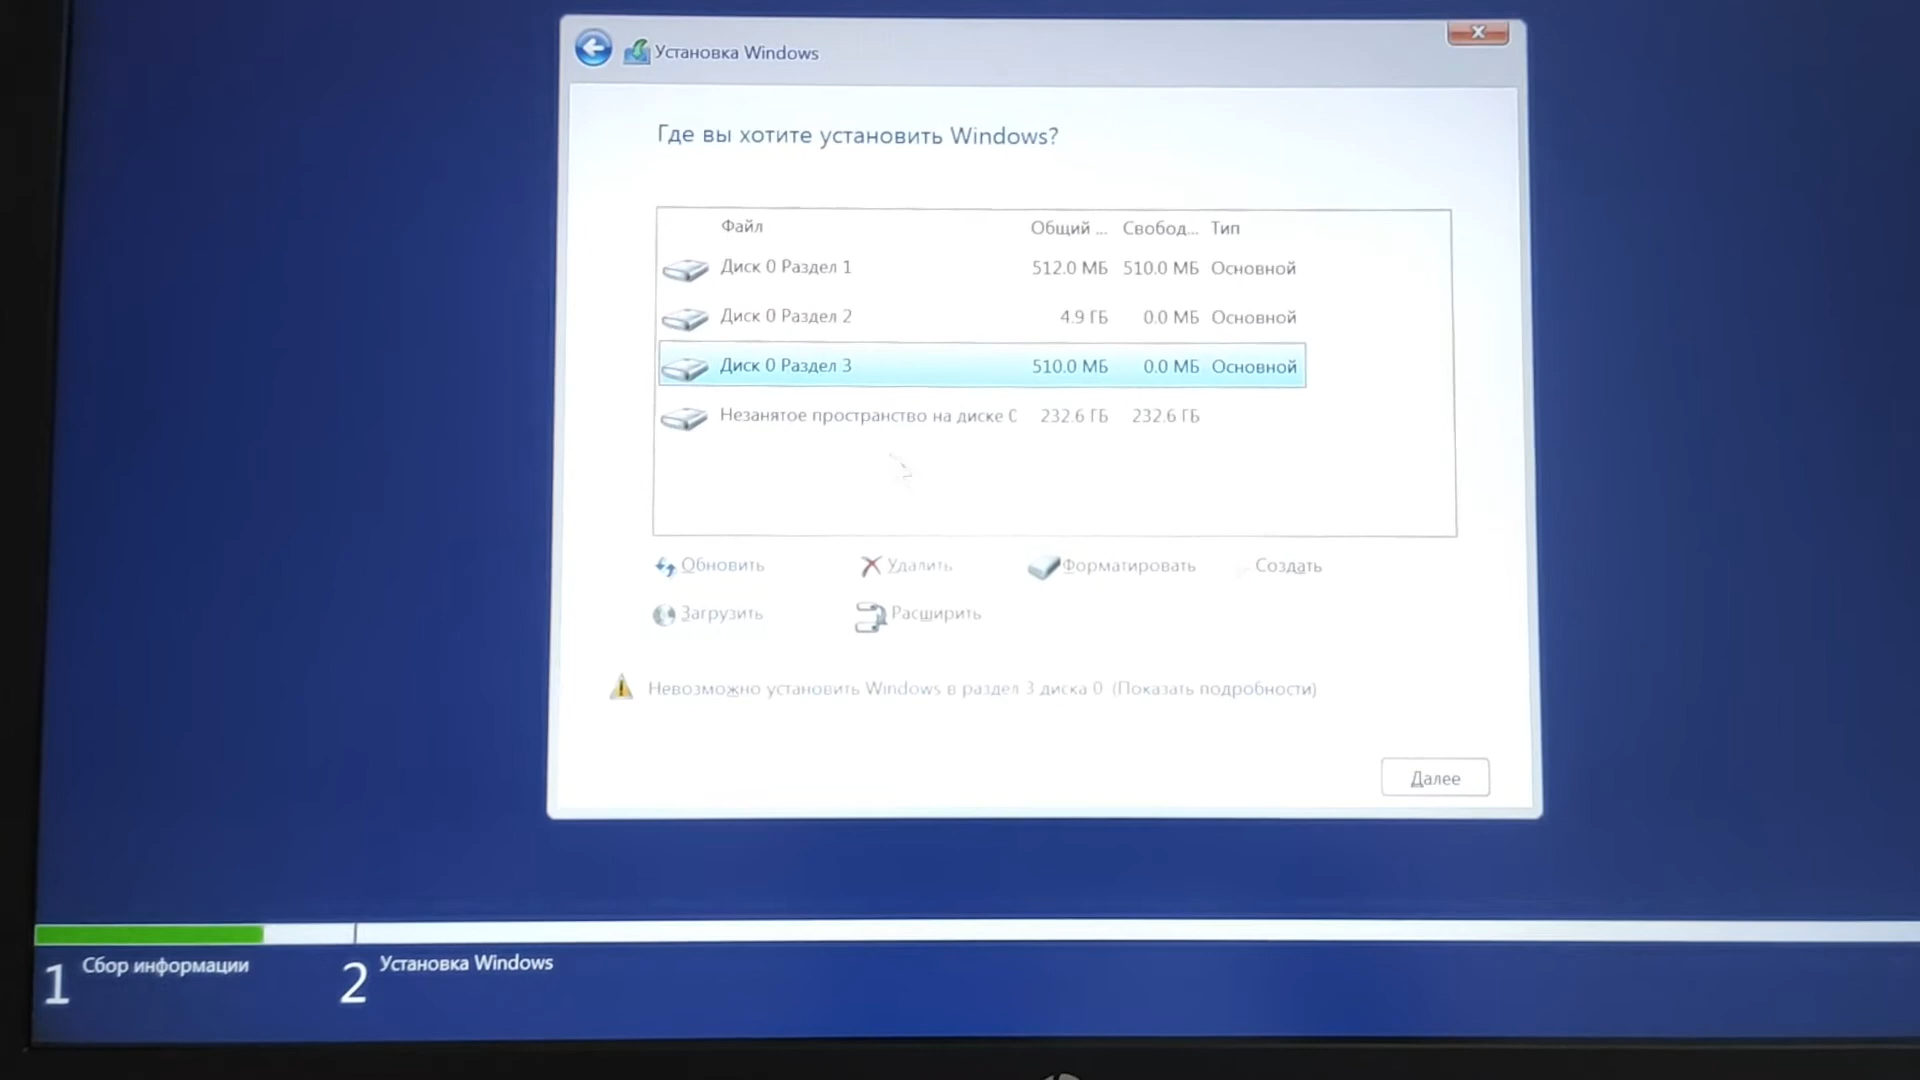 Установка Windows
Где вы хотите установить Windows?
Файл Общий ... Свобод... Тип
Диск 0 Раздел 1 512.0 МБ 510.0 МБ Основной
Диск 0 Раздел 2 4.9 ГБ 0.0 МБ Основной
Диск 0 Раздел 3 510.0 МБ 0.0 МБ Основной
Незанятое пространство на диске 0 232.6 ГБ 232.6 ГБ
Обновить Удалить Форматировать Создать
Загрузить Расширить
Невозможно установить Windows в раздел 3 диска 0 (Показать подробности)
Далее
1 Сбор информации 2 Установка Windows